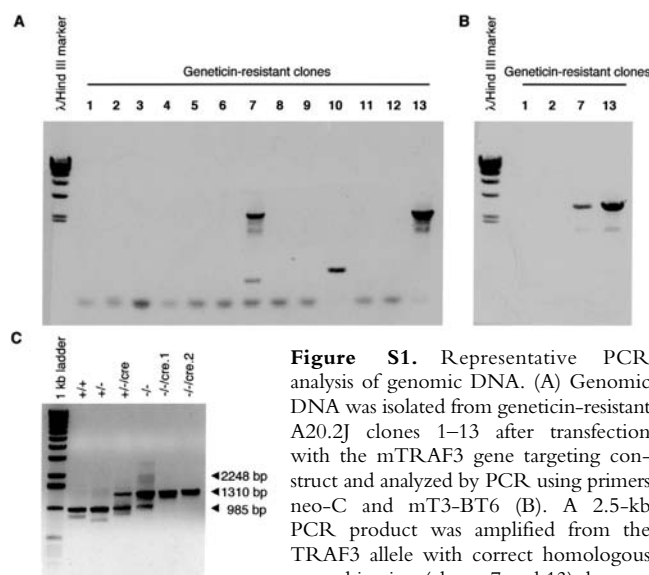 A
λ/Hind III marker
Geneticin-resistant clones
1 2 3 4 5 6 7 8 9 10 11 12 13
B
λ/Hind III marker
Geneticin-resistant clones
1 2 7 13
C
1 kb ladder
+/+
+/-
+/-/cre
-/-
-/-/cre.1
-/-/cre.2
◄2248 bp
◄1310 bp
◄ 985 bp
Figure S1. Representative PCR
analysis of genomic DNA. (A) Genomic
DNA was isolated from geneticin-resistant
A20.2J clones 1–13 after transfection
with the mTRAF3 gene targeting con-
struct and analyzed by PCR using primers
neo-C and mT3-BT6 (B). A 2.5-kb
PCR product was amplified from the
TRAF3 allele with correct homologous